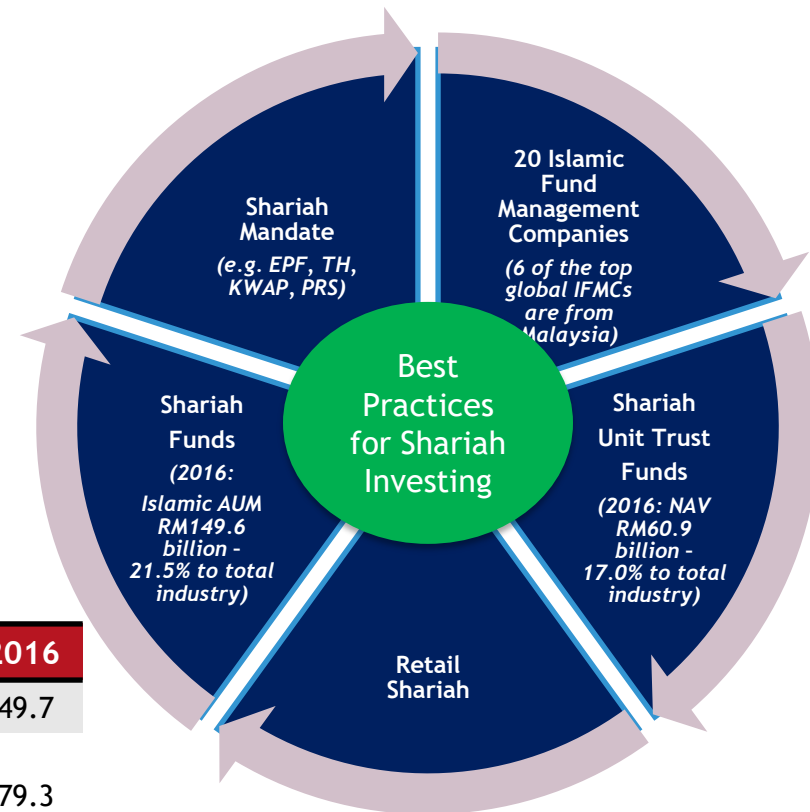 20 Islamic
Fund
Management
Companies
(6 of the top
global IFMCs
are from
Malaysia)
Shariah
Mandate
(e.g. EPF, TH,
KWAP, PRS)
Best
Practices
for Shariah
Investing
Shariah
Funds
(2016:
Islamic AUM
RM149.6
billion –
21.5% to total
industry)
Shariah
Unit Trust
Funds
(2016: NAV
RM60.9
billion –
17.0% to total
industry)
Retail
Shariah
2016
49.7
79.3